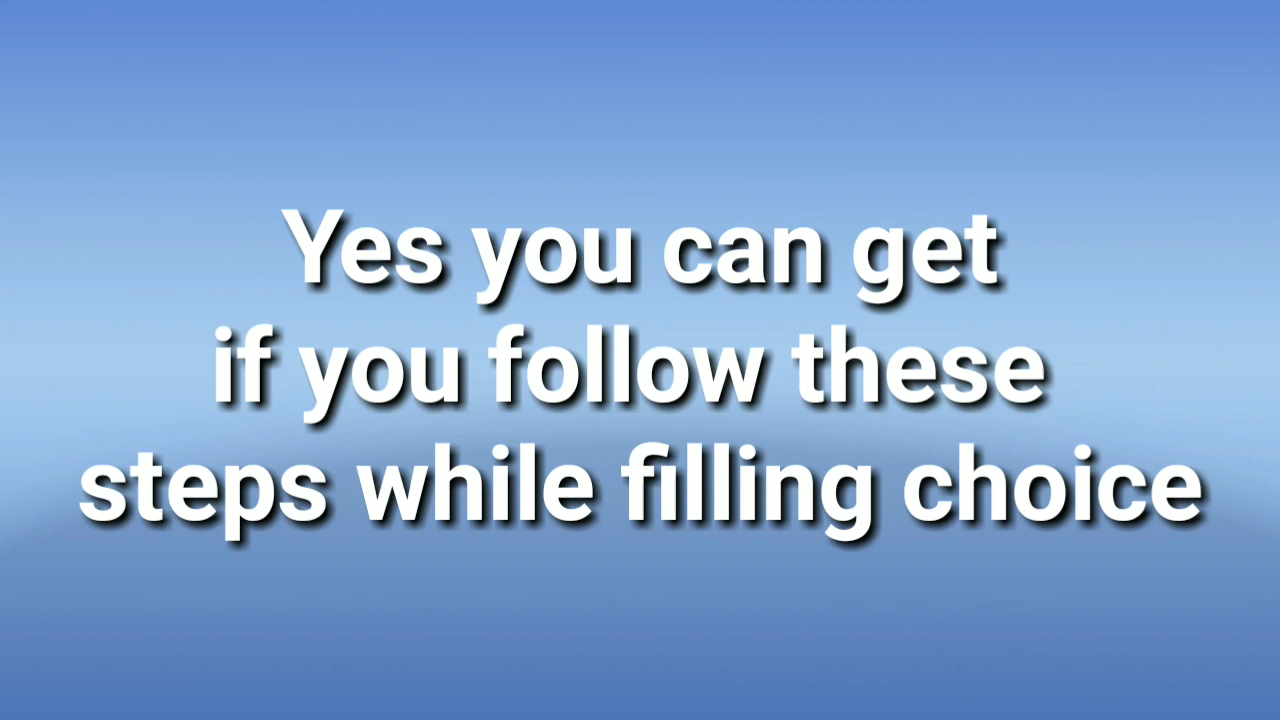 Yes you can get
if you follow these
steps while filling choice